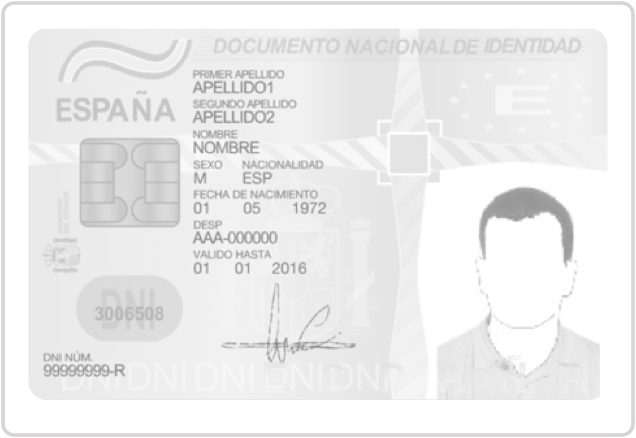 DOCUMENTO NACIONAL DE IDENTIDAD
ESPAÑA
PRIMER APELLIDO
APELLIDO1
SEGUNDO APELLIDO
APELLIDO2
NOMBRE
NOMBRE
SEXO NACIONALIDAD
M ESP
FECHA DE NACIMIENTO
01 05 1972
DESP
AAA-000000
VALIDO HASTA
01 01 2016
E
DNI
3006508
DNI NÚM.
99999999-R
DNI DNI DNI DNI DNI